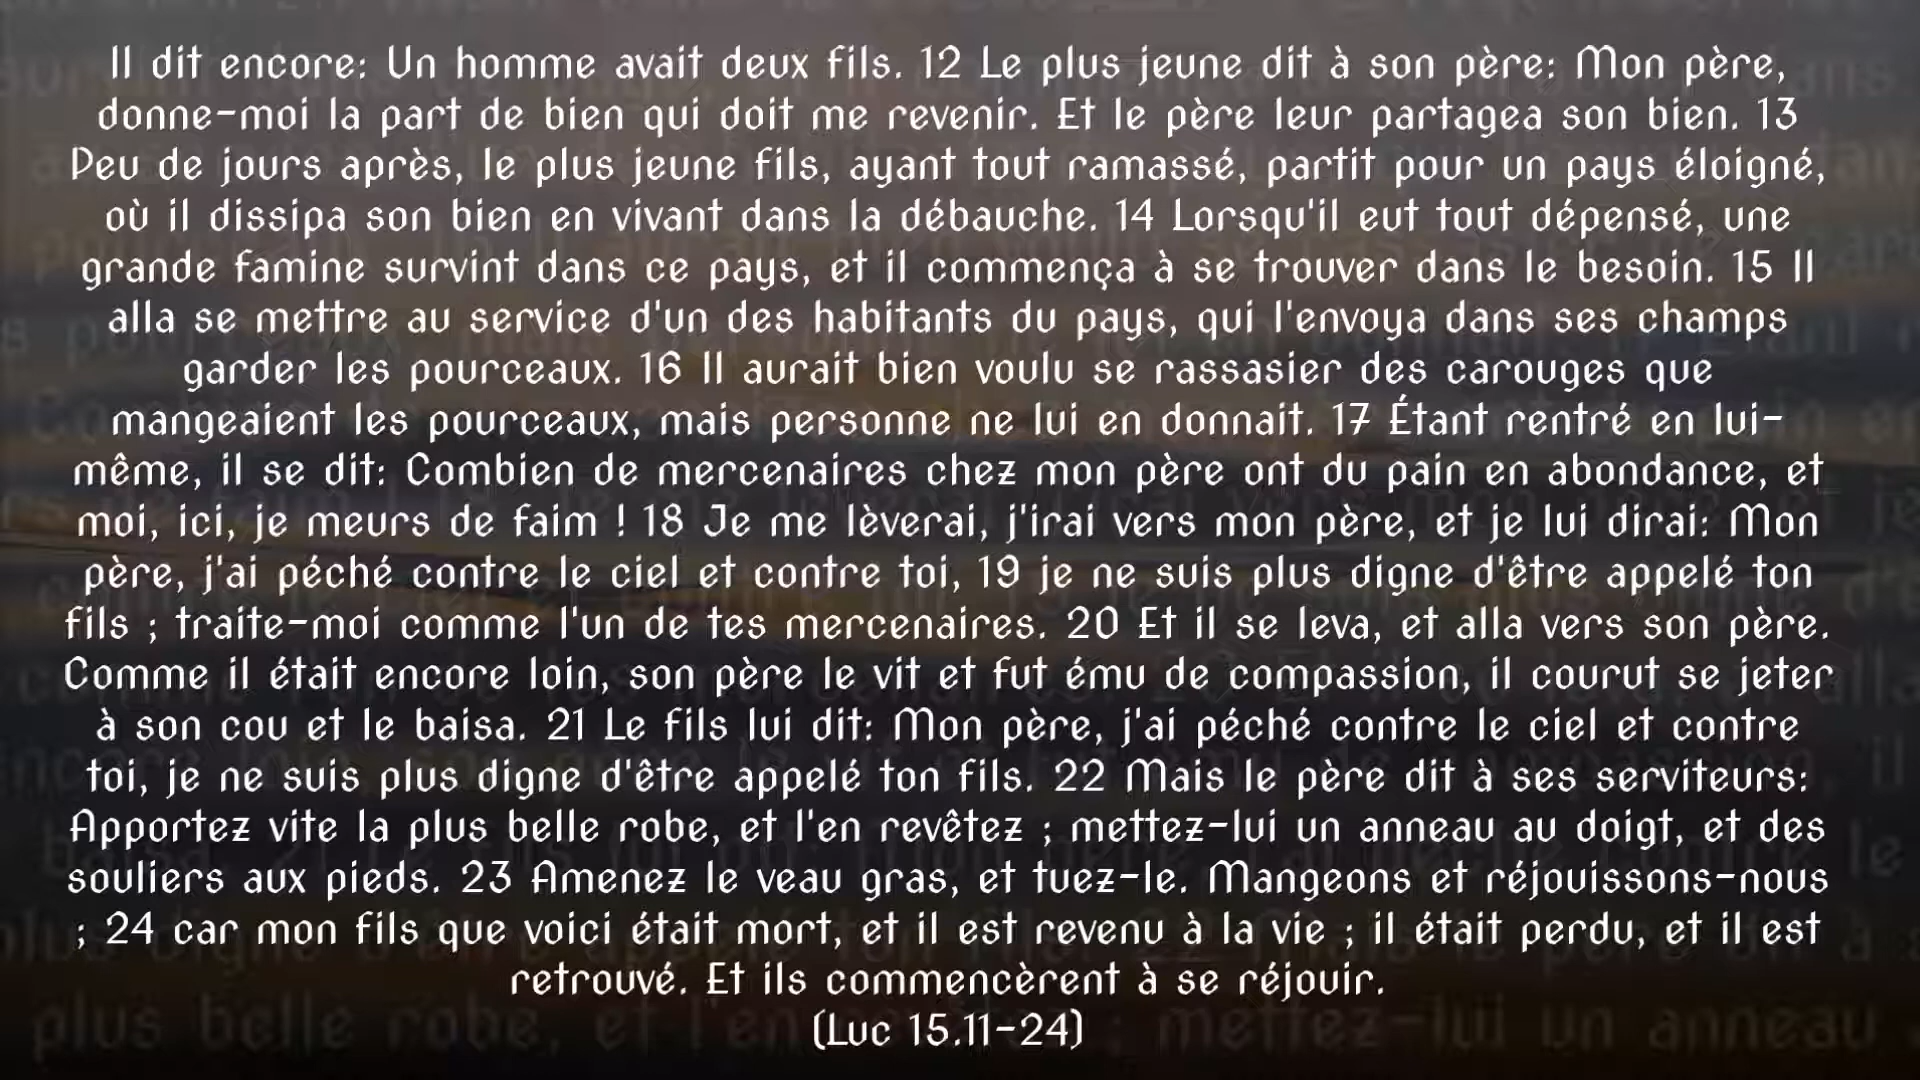 Il dit encore: Un homme avait deux fils. 12 Le plus jeune dit à son père: Mon père,
donne-moi la part de bien qui doit me revenir. Et le père leur partagea son bien. 13
Peu de jours après, le plus jeune fils, ayant tout ramassé, partit pour un pays éloigné,
où il dissipa son bien en vivant dans la débauche. 14 Lorsqu'il eut tout dépensé, une
grande famine survint dans ce pays, et il commença à se trouver dans le besoin. 15 Il
alla se mettre au service d'un des habitants du pays, qui l'envoya dans ses champs
garder les pourceaux. 16 Il aurait bien voulu se rassasier des carouges que
mangeaient les pourceaux, mais personne ne lui en donnait. 17 Étant rentré en lui-
même, il se dit: Combien de mercenaires chez mon père ont du pain en abondance, et
moi, ici, je meurs de faim ! 18 Je me lèverai, j'irai vers mon père, et je lui dirai: Mon
père, j'ai péché contre le ciel et contre toi, 19 je ne suis plus digne d'être appelé ton
fils ; traite-moi comme l'un de tes mercenaires. 20 Et il se leva, et alla vers son père.
Comme il était encore loin, son père le vit et fut ému de compassion, il courut se jeter
à son cou et le baisa. 21 Le fils lui dit: Mon père, j'ai péché contre le ciel et contre
toi, je ne suis plus digne d'être appelé ton fils. 22 Mais le père dit à ses serviteurs:
Apportez vite la plus belle robe, et l'en revêtez ; mettez-lui un anneau au doigt, et des
souliers aux pieds. 23 Amenez le veau gras, et tuez-le. Mangeons et réjouissons-nous
; 24 car mon fils que voici était mort, et il est revenu à la vie ; il était perdu, et il est
retrouvé. Et ils commencèrent à se réjouir.
(Luc 15.11-24)
plus belle robe, et l'en : mettez-lui un anneau